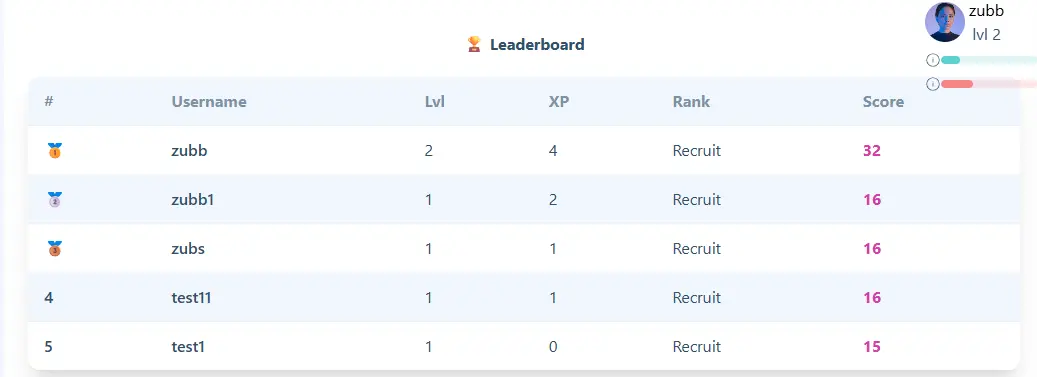 zubb
lvl 2
🏆 Leaderboard
# Username Lvl XP Rank Score
🥇 zubb 2 4 Recruit 32
🥈 zubb1 1 2 Recruit 16
🥉 zubs 1 1 Recruit 16
4 test11 1 1 Recruit 16
5 test1 1 0 Recruit 15